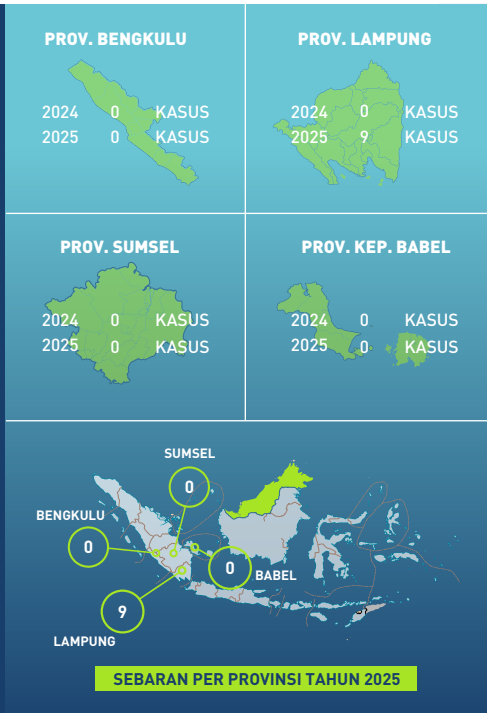 PROV. BENGKULU
2024 0 KASUS
2025 0 KASUS
PROV. LAMPUNG
2024 0 KASUS
2025 9 KASUS
PROV. SUMSEL
2024 0 KASUS
2025 0 KASUS
PROV. KEP. BABEL
2024 0 KASUS
2025 0 KASUS
SUMSEL
0
BENGKULU
0
0
BABEL
9
LAMPUNG
SEBARAN PER PROVINSI TAHUN 2025